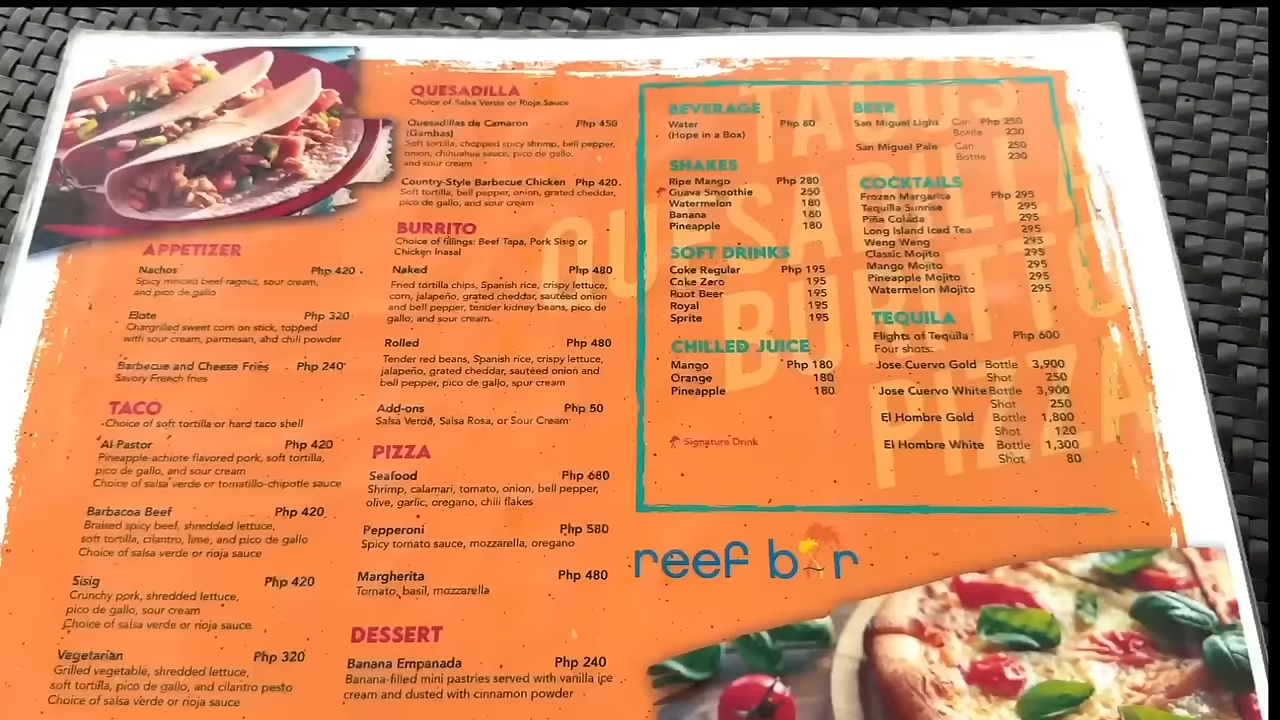 APPETIZER
Nachos Php 420
Spicy minced beef ragout, sour cream,
and pico de gallo
Elote Php 320
Chargrilled sweet corn on stick, topped
with sour cream, parmesan, and chili powder
Barbecue and Cheese Fries Php 240
Savory French fries
TACO
Choice of soft tortilla or hard taco shell
Al Pastor Php 420
Pineapple-achiote flavored pork, soft tortilla,
pico de gallo, and sour cream
Choice of salsa verde or tomatillo-chipotle sauce
Barbacoa Beef Php 420
Braised spicy beef, shredded lettuce,
soft tortilla, cilantro, lime, and pico de gallo
Choice of salsa verde or rioja sauce
Sisig Php 420
Crunchy pork, shredded lettuce,
pico de gallo, sour cream
Choice of salsa verde or rioja sauce
Vegetarian Php 320
Grilled vegetable, shredded lettuce,
soft tortilla, pico de gallo, and cilantro pesto
Choice of salsa verde or rioja sauce
QUESADILLA
Choice of Salsa Verde or Rioja Sauce
Quesadillas de Camaron Php 450
(Gambas)
Soft tortilla, chopped spicy shrimp, bell pepper,
onion, chihuahua sauce, pico de gallo,
and sour cream
Country-Style Barbecue Chicken Php 420
Soft tortilla, bell pepper, onion, grated cheddar,
pico de gallo, and sour cream
BURRITO
Choice of fillings: Beef Tapa, Pork Sisig or
Chicken Inasal
Naked Php 480
Fried tortilla chips, Spanish rice, crispy lettuce,
corn, jalapeño, grated cheddar, sautéed onion
and bell pepper, tender kidney beans, pico de
gallo, and sour cream.
Rolled Php 480
Tender red beans, Spanish rice, crispy lettuce,
jalapeño, grated cheddar, sautéed onion and
bell pepper, pico de gallo, spur cream
Add-ons Php 50
Salsa Verde, Salsa Rosa, or Sour Cream
PIZZA
Seafood Php 680
Shrimp, calamari, tomato, onion, bell pepper,
olive, garlic, oregano, chili flakes
Pepperoni Php 580
Spicy tomato sauce, mozzarella, oregano
Margherita Php 480
Tomato, basil, mozzarella
DESSERT
Banana Empanada Php 240
Banana-filled mini pastries served with vanilla ice
cream and dusted with cinnamon powder
BEVERAGE
Water Php 80
(Hope in a Box)
SHAKES
Ripe Mango Php 280
Guava Smoothie 250
Watermelon 180
Banana 180
Pineapple 180
SOFT DRINKS
Coke Regular Php 195
Coke Zero 195
Root Beer 195
Royal 195
Sprite 195
CHILLED JUICE
Mango Php 180
Orange 180
Pineapple 180
Signature Drink
BEER
San Miguel Light Can Php 250
Bottle 230
San Miguel Pale Can 250
Bottle 230
COCKTAILS
Frozen Margarita Php 295
Tequila Sunrise 295
Piña Colada 295
Long Island Iced Tea 295
Weng Weng 295
Classic Mojito 295
Mango Mojito 295
Pineapple Mojito 295
Watermelon Mojito 295
TEQUILA
Flights of Tequila Php 600
Four shots:
Jose Cuervo Gold Bottle 3,900
Shot 250
Jose Cuervo White Bottle 3,900
Shot 250
El Hombre Gold Bottle 1,800
Shot 120
El Hombre White Bottle 1,300
Shot 80
TACOS
QUESADILLA
BURRITO
PIZZA
reef bar